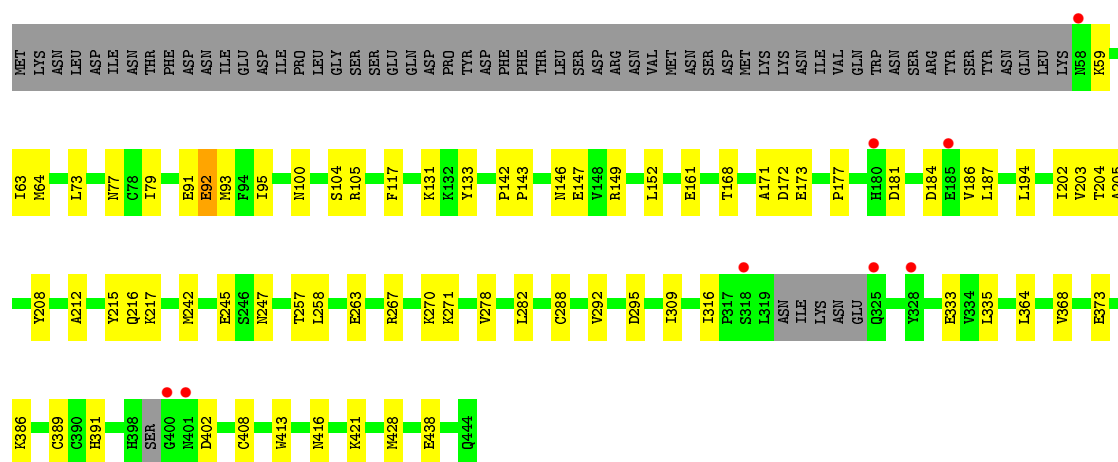 MET LYS ASN LEU ASP ILE ASN THR PHE ASP ASN ILE GLU ASP ILE PRO LEU GLY SER SER GLU GLN ASP PRO TYR ASP PHE PHE THR LEU SER ASP ARG ASN VAL MET ASN SER ASP MET LYS LYS ASN ILE VAL GLN TRP ASN SER ARG TYR SER TYR ASN GLN LEU LYS N58 K59
I63 M64 L73 N77 C78 I79 E91 E92 M93 F94 I95 N100 S104 R105 F117 K131 K132 Y133 P142 P143 N146 E147 V148 R149 L152 E161 T168 A171 D172 E173 P177 H180 D181 D184 E185 V186 L187 L194 I202 V203 T204 A205
Y208 A212 Y215 Q216 K217 M242 E245 S246 N247 T257 L258 E263 R267 K270 K271 V278 L282 C288 V292 D295 I309 I316 P317 S318 L319 ASN ILE LYS ASN GLU Q325 Y328 E333 V334 L335 L364 V368 E373
K386 C389 C390 H391 H398 SER G400 N401 D402 C408 W413 N416 K421 M428 E438 Q444